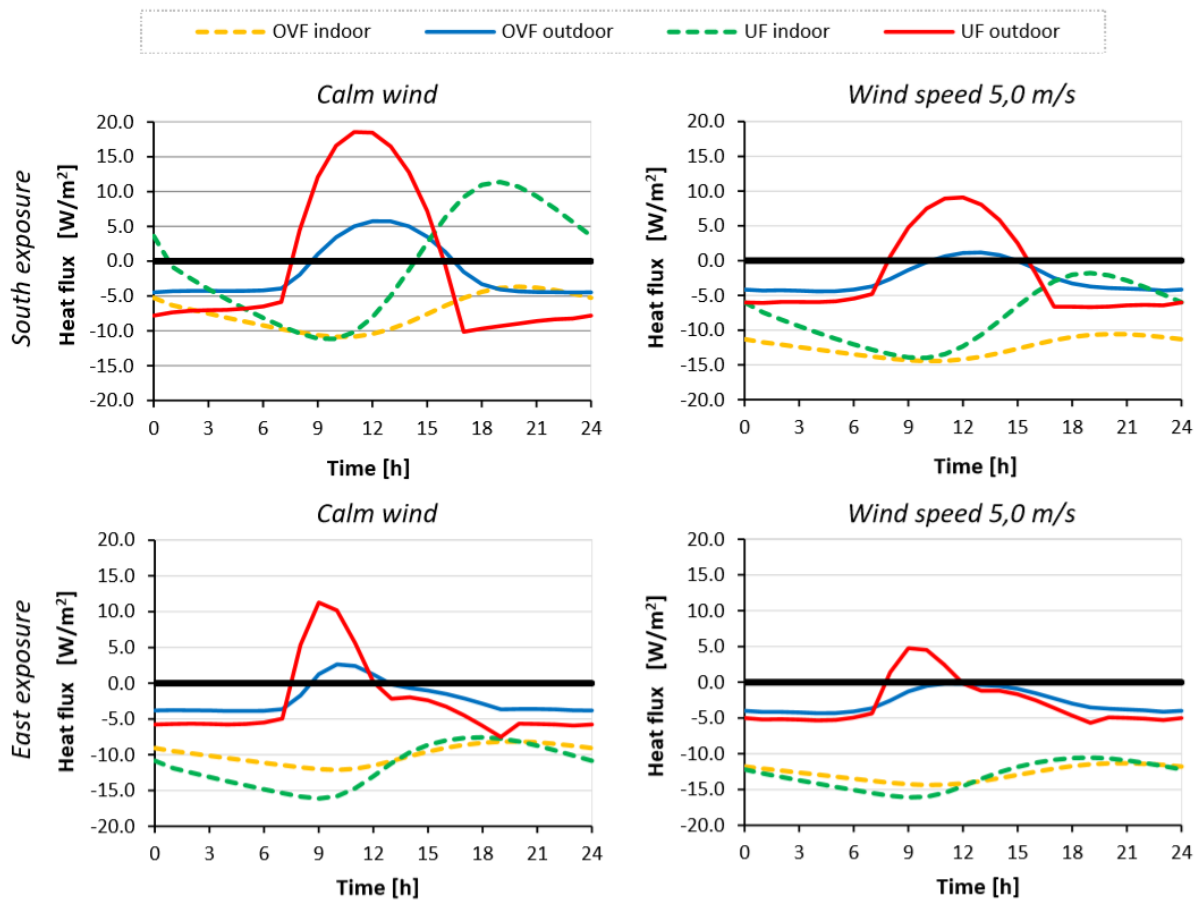 OVF indoor OVF outdoor UF indoor UF outdoor
Calm wind
South exposure
Heat flux [W/m²]
20.0
15.0
10.0
5.0
0.0
-5.0
-10.0
-15.0
-20.0
0 3 6 9 12 15 18 21 24
Time [h]
Wind speed 5,0 m/s
Heat flux [W/m²]
20.0
15.0
10.0
5.0
0.0
-5.0
-10.0
-15.0
-20.0
0 3 6 9 12 15 18 21 24
Time [h]
Calm wind
East exposure
Heat flux [W/m²]
20.0
15.0
10.0
5.0
0.0
-5.0
-10.0
-15.0
-20.0
0 3 6 9 12 15 18 21 24
Time [h]
Wind speed 5,0 m/s
Heat flux [W/m²]
20.0
15.0
10.0
5.0
0.0
-5.0
-10.0
-15.0
-20.0
0 3 6 9 12 15 18 21 24
Time [h]